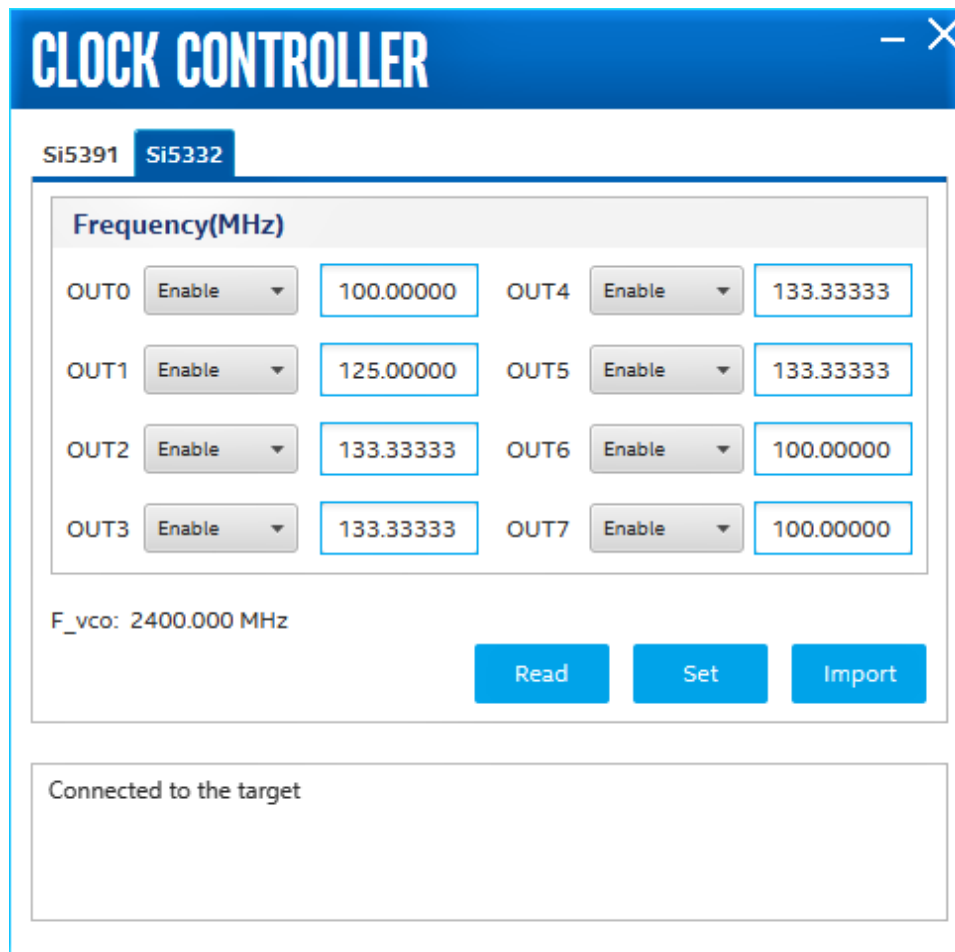 CLOCK CONTROLLER
Si5391 Si5332
Frequency(MHz)
OUT0 Enable 100.00000 OUT4 Enable 133.33333
OUT1 Enable 125.00000 OUT5 Enable 133.33333
OUT2 Enable 133.33333 OUT6 Enable 100.00000
OUT3 Enable 133.33333 OUT7 Enable 100.00000
F_vco: 2400.000 MHz
Read Set Import
Connected to the target